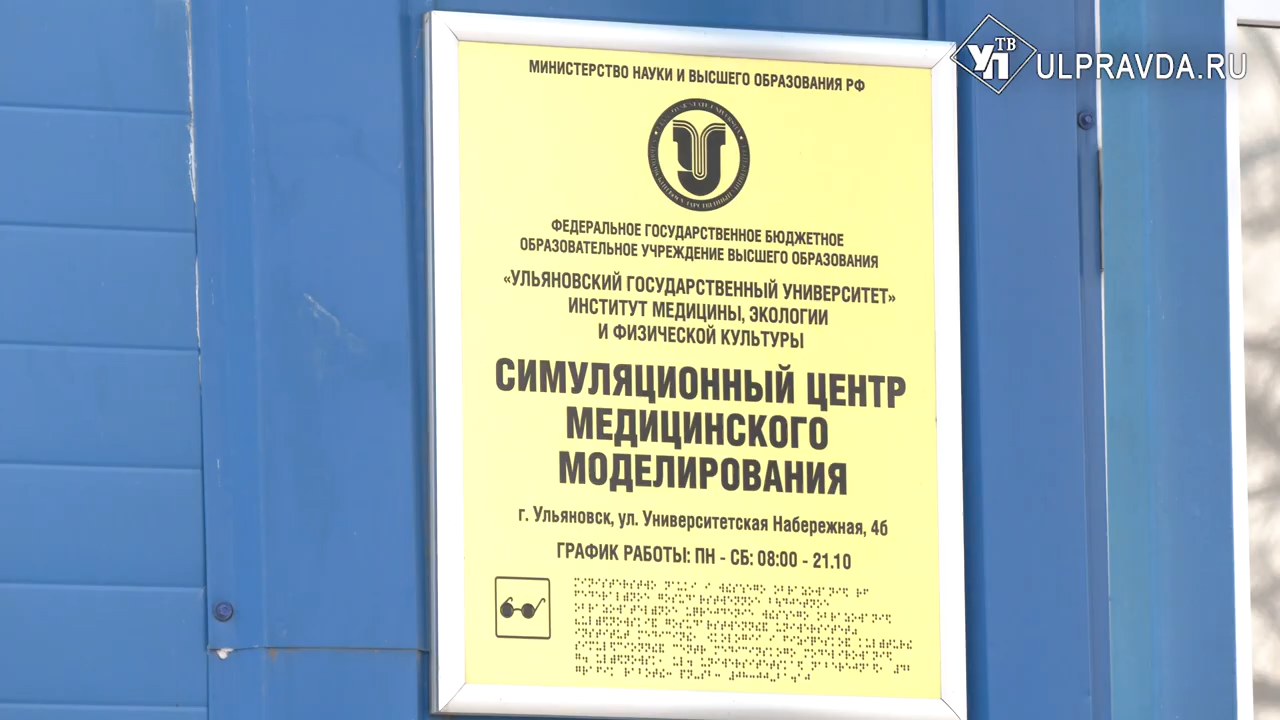 УП ТВ ULPRAVDA.RU
МИНИСТЕРСТВО НАУКИ И ВЫСШЕГО ОБРАЗОВАНИЯ РФ
ФЕДЕРАЛЬНОЕ ГОСУДАРСТВЕННОЕ БЮДЖЕТНОЕ
ОБРАЗОВАТЕЛЬНОЕ УЧРЕЖДЕНИЕ ВЫСШЕГО ОБРАЗОВАНИЯ
«УЛЬЯНОВСКИЙ ГОСУДАРСТВЕННЫЙ УНИВЕРСИТЕТ»
ИНСТИТУТ МЕДИЦИНЫ, ЭКОЛОГИИ
И ФИЗИЧЕСКОЙ КУЛЬТУРЫ
СИМУЛЯЦИОННЫЙ ЦЕНТР
МЕДИЦИНСКОГО
МОДЕЛИРОВАНИЯ
г. Ульяновск, ул. Университетская Набережная, 4б
ГРАФИК РАБОТЫ: ПН - СБ: 08:00 - 21.10